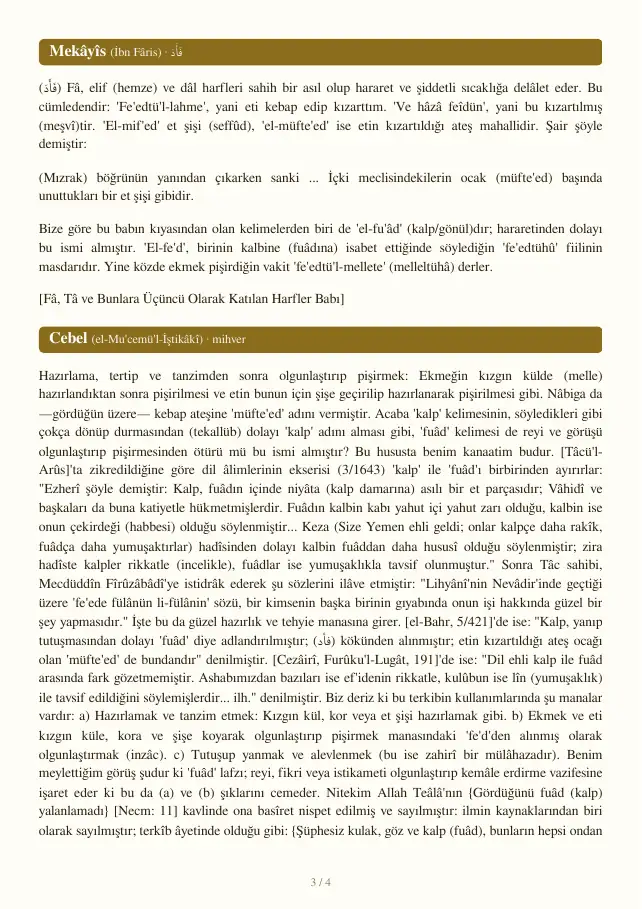 Mekâyîs (İbn Fâris) · فأد
(فأد) Fâ, elif (hemze) ve dâl harfleri sahih bir asıl olup hararet ve şiddetli sıcaklığa delâlet eder. Bu
cümledendir: 'Fe'edtü'l-lahme', yani eti kebap edip kızarttım. 'Ve hâzâ feîdün', yani bu kızartılmış
(meşvî)tir. 'El-mif'ed' et şişi (seffûd), 'el-müfte'ed' ise etin kızartıldığı ateş mahallidir. Şair şöyle
demiştir:
(Mızrak) böğrünün yanından çıkarken sanki ... İçki meclisindekilerin ocak (müfte'ed) başında
unuttukları bir et şişi gibidir.
Bize göre bu babın kıyasından olan kelimelerden biri de 'el-fu'âd' (kalp/gönül)dır; hararetinden dolayı
bu ismi almıştır. 'El-fe'd', birinin kalbine (fuâdına) isabet ettiğinde söylediğin 'fe'edtühû' fiilinin
masdarıdır. Yine közde ekmek pişirdiğin vakit 'fe'edtü'l-mellete' (melleltühâ) derler.
[Fâ, Tâ ve Bunlara Üçüncü Olarak Katılan Harfler Babı]
Cebel (el-Mu'cemü'l-İştikâkî) · mihver
Hazırlama, tertip ve tanzimden sonra olgunlaştırıp pişirmek: Ekmeğin kızgın külde (melle)
hazırlandıktan sonra pişirilmesi ve etin bunun için şişe geçirilip hazırlanarak pişirilmesi gibi. Nâbiga da
—gördüğün üzere— kebap ateşine 'müfte'ed' adını vermiştir. Acaba 'kalp' kelimesinin, söyledikleri gibi
çokça dönüp durmasından (tekallüb) dolayı 'kalp' adını alması gibi, 'fuâd' kelimesi de reyi ve görüşü
olgunlaştırıp pişirmesinden ötürü mü bu ismi almıştır? Bu hususta benim kanaatim budur. [Tâcü'l-
Arûs]'ta zikredildiğine göre dil âlimlerinin ekserisi (3/1643) 'kalp' ile 'fuâd'ı birbirinden ayırırlar:
"Ezherî şöyle demiştir: Kalp, fuâdın içinde niyâta (kalp damarına) asılı bir et parçasıdır; Vâhidî ve
başkaları da buna katiyetle hükmetmişlerdir. Fuâdın kalbin kabı yahut içi yahut zarı olduğu, kalbin ise
onun çekirdeği (habbesi) olduğu söylenmiştir... Keza (Size Yemen ehli geldi; onlar kalpçe daha rakîk,
fuâdça daha yumuşaktırlar) hadîsinden dolayı kalbin fuâddan daha hususî olduğu söylenmiştir; zira
hadîste kalpler rikkatle (incelikle), fuâdlar ise yumuşaklıkla tavsif olunmuştur." Sonra Tâc sahibi,
Mecdüddîn Fîrûzâbâdî'ye istidrâk ederek şu sözlerini ilâve etmiştir: "Lihyânî'nin Nevâdir'inde geçtiği
üzere 'fe'ede fülânün li-fülânin' sözü, bir kimsenin başka birinin gıyabında onun işi hakkında güzel bir
şey yapmasıdır." İşte bu da güzel hazırlık ve tehyie manasına girer. [el-Bahr, 5/421]'de ise: "Kalp, yanıp
tutuşmasından dolayı 'fuâd' diye adlandırılmıştır; (فأد) kökünden alınmıştır; etin kızartıldığı ateş ocağı
olan 'müfte'ed' de bundandır" denilmiştir. [Cezâirî, Furûku'l-Lugât, 191]'de ise: "Dil ehli kalp ile fuâd
arasında fark gözetmemiştir. Ashabımızdan bazıları ise ef'idenin rikkatle, kulûbun ise lîn (yumuşaklık)
ile tavsif edildiğini söylemişlerdir... ilh." denilmiştir. Biz deriz ki bu terkibin kullanımlarında şu manalar
vardır: a) Hazırlamak ve tanzim etmek: Kızgın kül, kor veya et şişi hazırlamak gibi. b) Ekmek ve eti
kızgın küle, kora ve şişe koyarak olgunlaştırıp pişirmek manasındaki 'fe'd'den alınmış olarak
olgunlaştırmak (inzâc). c) Tutuşup yanmak ve alevlenmek (bu ise zahirî bir mülâhazadır). Benim
meylettiğim görüş şudur ki 'fuâd' lafzı; reyi, fikri veya istikameti olgunlaştırıp kemâle erdirme vazifesine
işaret eder ki bu da (a) ve (b) şıklarını cemeder. Nitekim Allah Teâlâ'nın {Gördüğünü fuâd (kalp)
yalanlamadı} [Necm: 11] kavlinde ona basîret nispet edilmiş ve sayılmıştır: ilmin kaynaklarından biri
olarak sayılmıştır; terkîb âyetinde olduğu gibi: {Şüphesiz kulak, göz ve kalp (fuâd), bunların hepsi ondan
3 / 4